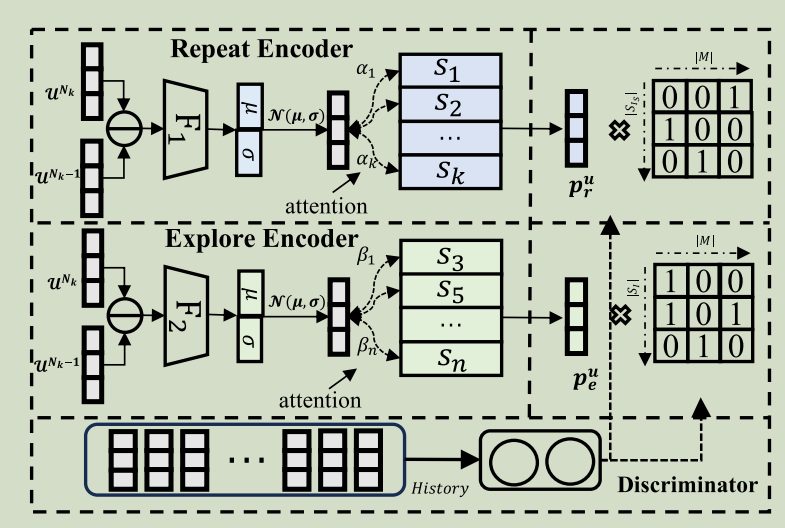 Repeat Encoder
u^{N_k}
u^{N_k-1}
F_1
μ
σ
𝒩(μ, σ)
α_1
α_k
attention
S_1
S_2
...
S_k
p_r^u
|M|
|S_{I_s}|
0 0 1
1 0 0
0 1 0
Explore Encoder
u^{N_k}
u^{N_k-1}
F_2
μ
σ
𝒩(μ, σ)
β_1
β_n
attention
S_3
S_5
...
S_n
p_e^u
|M|
|S_I|
1 0 0
1 0 1
0 1 0
...
History
Discriminator